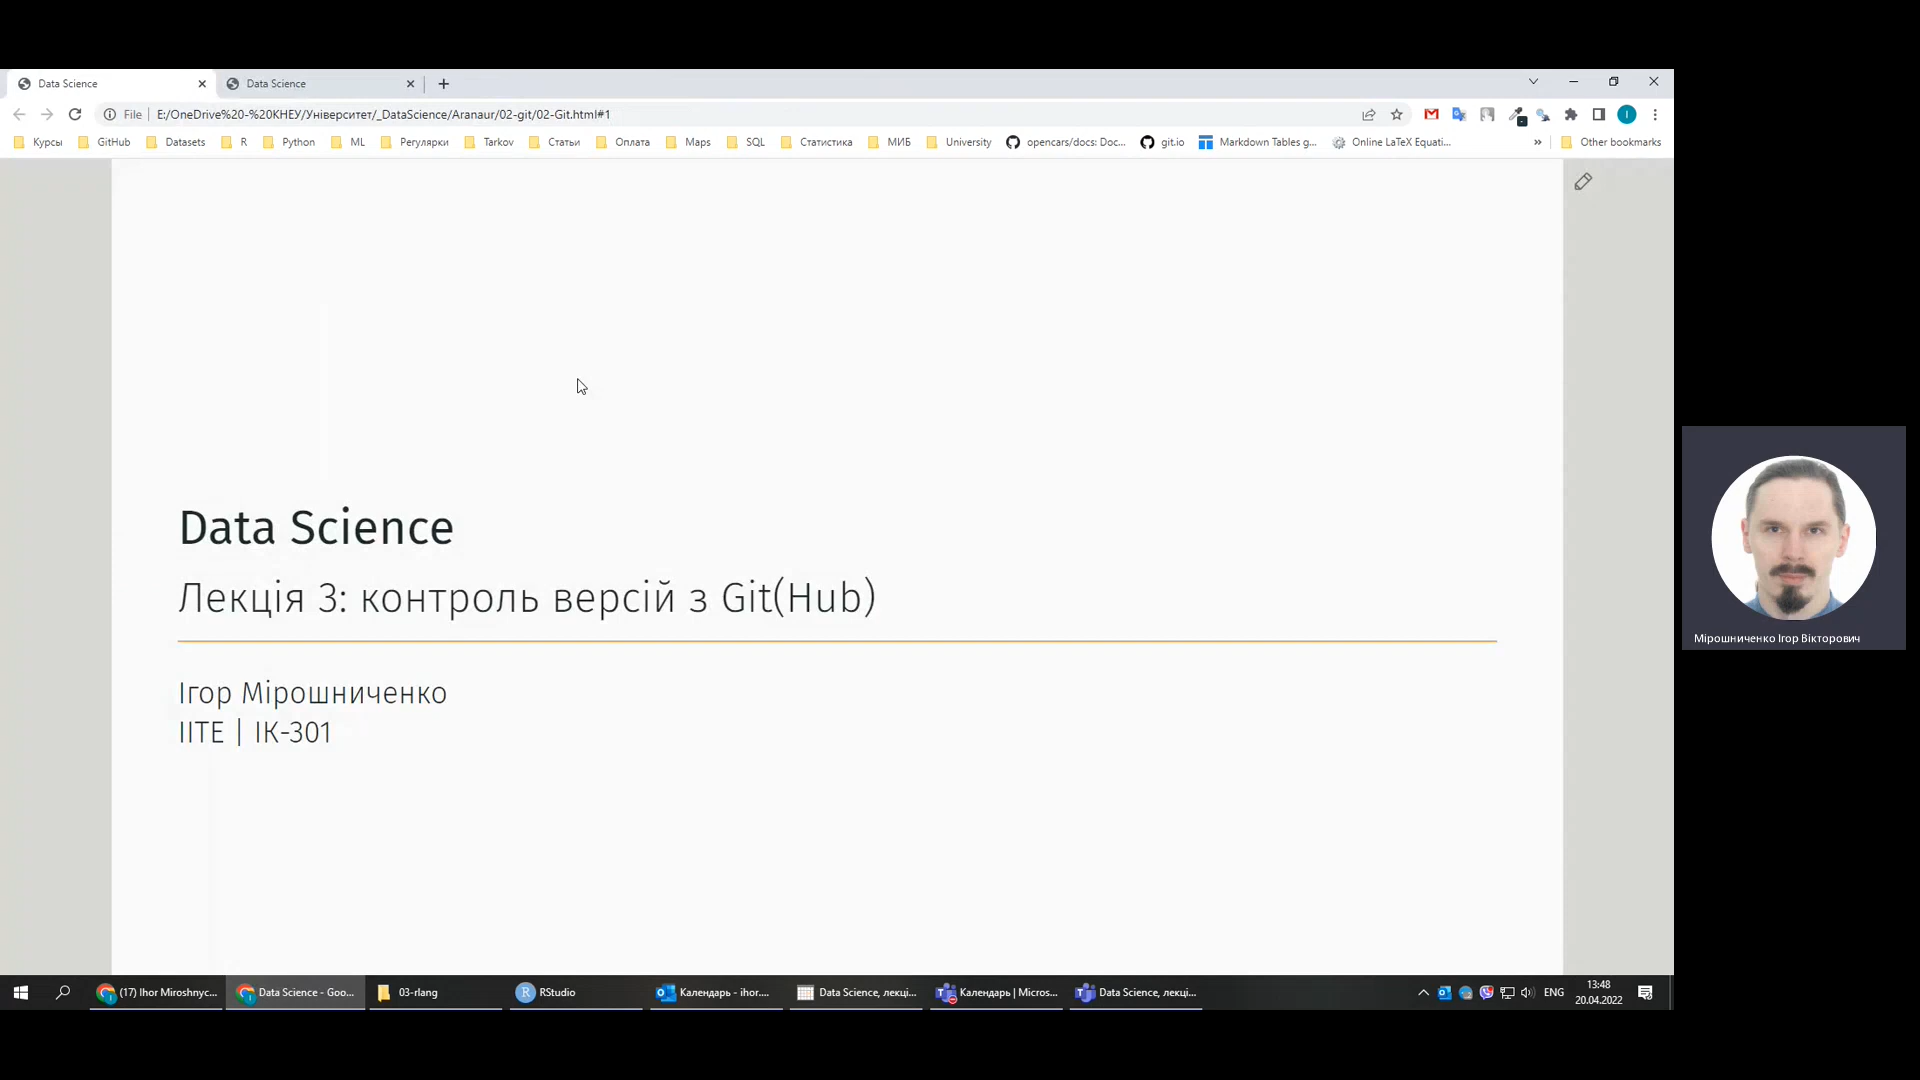 Data Science
Data Science
File
E:/OneDrive%20-%20КНЕУ/Університет/_DataScience/Aranaur/02-git/02-Git.html#1
Курсы
GitHub
Datasets
R
Python
ML
Регулярки
Tarkov
Статьи
Оплата
Maps
SQL
Статистика
МИБ
University
opencars/docs: Doc...
git.io
Markdown Tables g...
Online LaTeX Equati...
»
Other bookmarks
Data Science
Лекція 3: контроль версій з Git(Hub)
Ігор Мірошниченко
ІІТЕ | ІК-301
Мірошниченко Ігор Вікторович
(17) Ihor Miroshnyc...
Data Science - Goo...
03-rlang
RStudio
Календарь - ihor....
Data Science, лекці...
Календарь | Micros...
Data Science, лекці...
ENG
13:48
20.04.2022